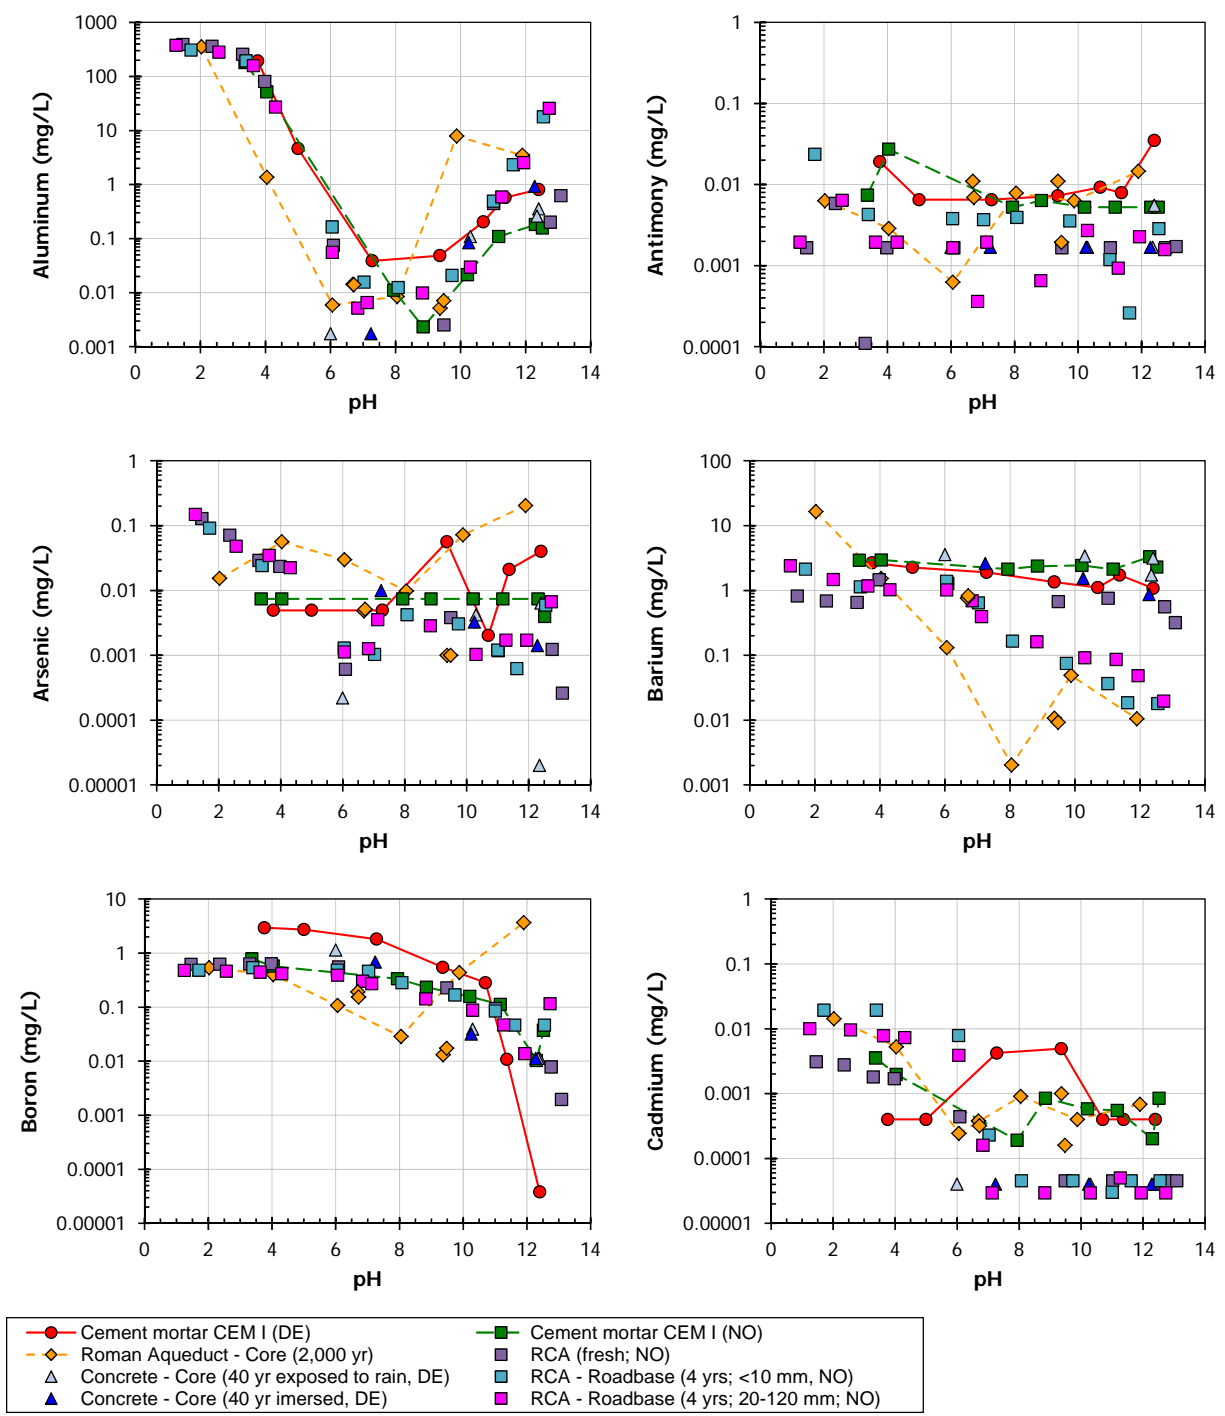 1000
100
10
1
0.1
0.01
0.001
Aluminum (mg/L)
0 2 4 6 8 10 12 14
pH
1
0.1
0.01
0.001
0.0001
Antimony (mg/L)
0 2 4 6 8 10 12 14
pH
1
0.1
0.01
0.001
0.0001
0.00001
Arsenic (mg/L)
0 2 4 6 8 10 12 14
pH
100
10
1
0.1
0.01
0.001
Barium (mg/L)
0 2 4 6 8 10 12 14
pH
10
1
0.1
0.01
0.001
0.0001
0.00001
Boron (mg/L)
0 2 4 6 8 10 12 14
pH
1
0.1
0.01
0.001
0.0001
0.00001
Cadmium (mg/L)
0 2 4 6 8 10 12 14
pH
Cement mortar CEM I (DE)
Cement mortar CEM I (NO)
Roman Aqueduct - Core (2,000 yr)
RCA (fresh; NO)
Concrete - Core (40 yr exposed to rain, DE)
RCA - Roadbase (4 yrs; <10 mm, NO)
Concrete - Core (40 yr imersed, DE)
RCA - Roadbase (4 yrs; 20-120 mm; NO)